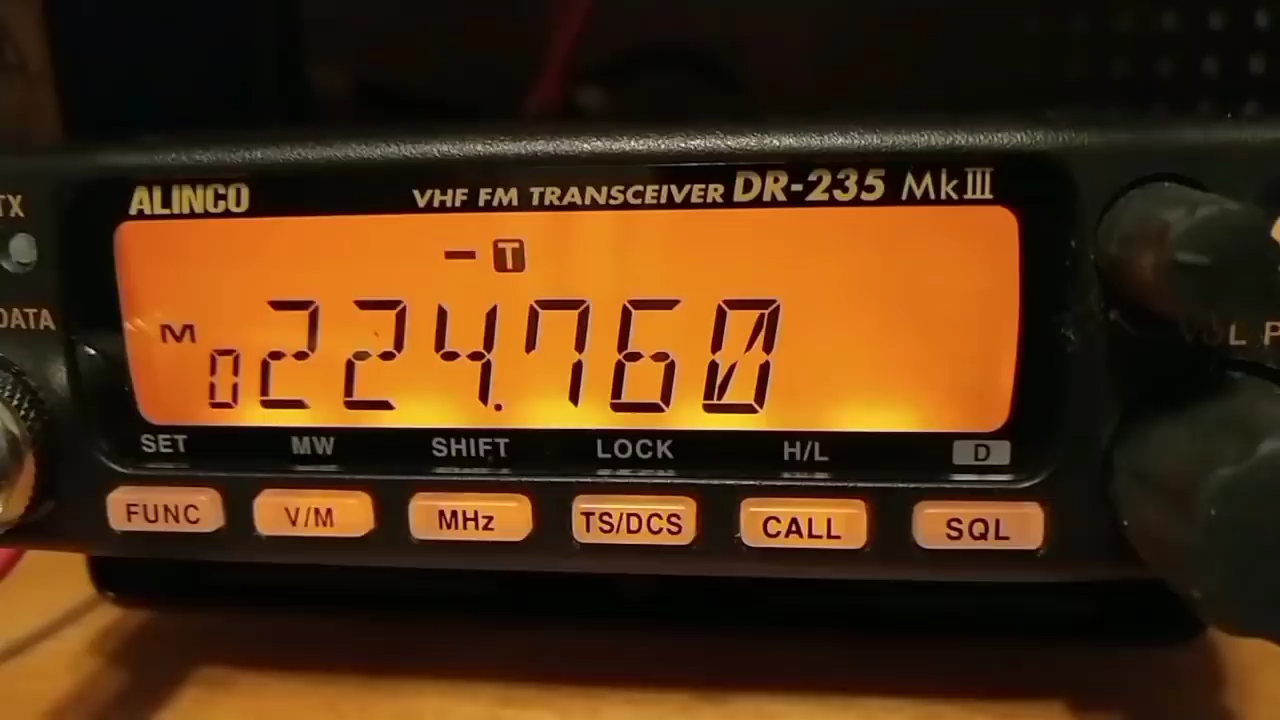 ALINCO VHF FM TRANSCEIVER DR-235 MkIII
TX
– T
DATA
M 0 224.760
SET MW SHIFT LOCK H/L D
FUNC V/M MHz TS/DCS CALL SQL